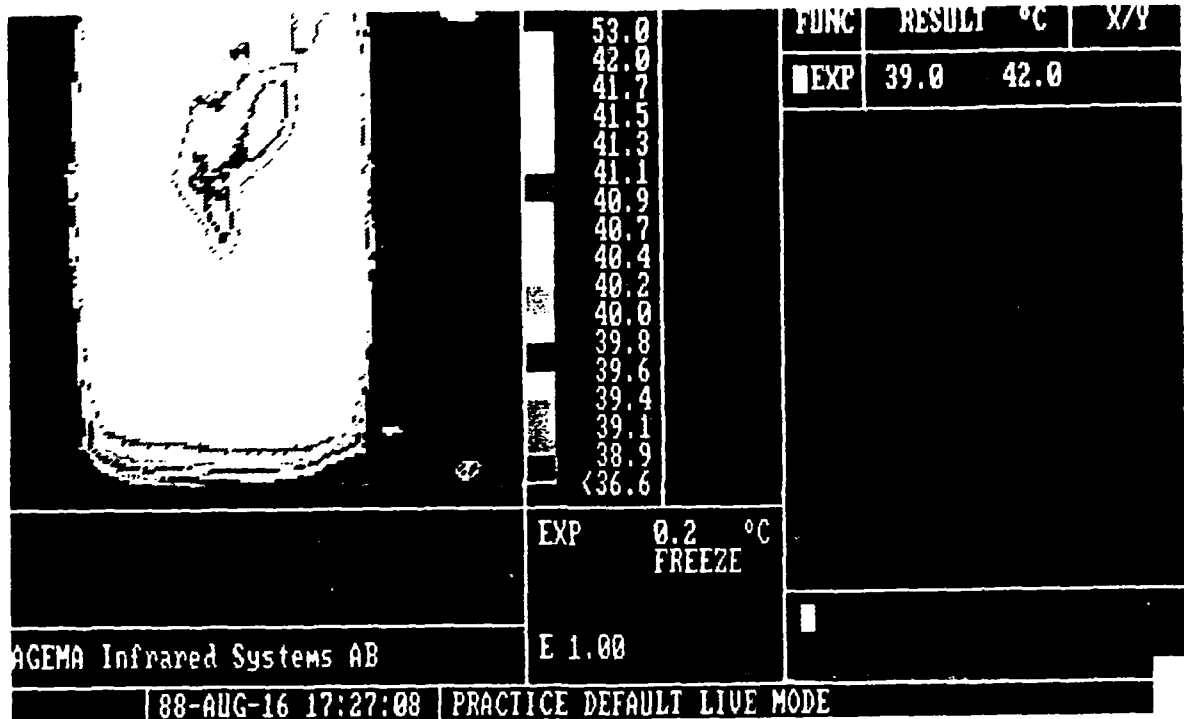 FUNC RESULT °C X/Y
EXP 39.0 42.0
53.0
42.0
41.7
41.5
41.3
41.1
40.9
40.7
40.4
40.2
40.0
39.8
39.6
39.4
39.1
38.9
<36.6
EXP 0.2 °C
FREEZE
E 1.00
AGEMA Infrared Systems AB
88-AUG-16 17:27:08 PRACTICE DEFAULT LIVE MODE